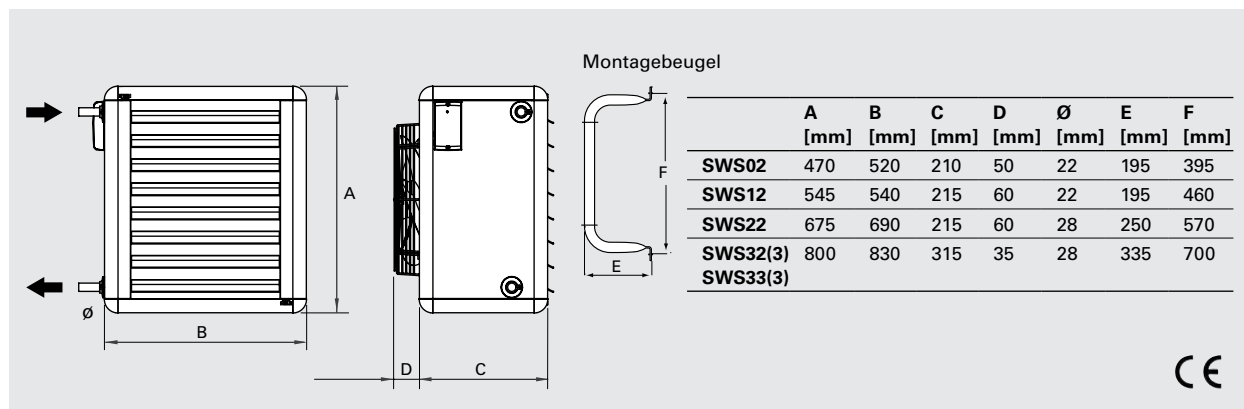 Montagebeugel
A
B
Ø
D
C
E
F
A B C D Ø E F
[mm] [mm] [mm] [mm] [mm] [mm] [mm]
SWS02 470 520 210 50 22 195 395
SWS12 545 540 215 60 22 195 460
SWS22 675 690 215 60 28 250 570
SWS32(3) 800 830 315 35 28 335 700
SWS33(3)
CE